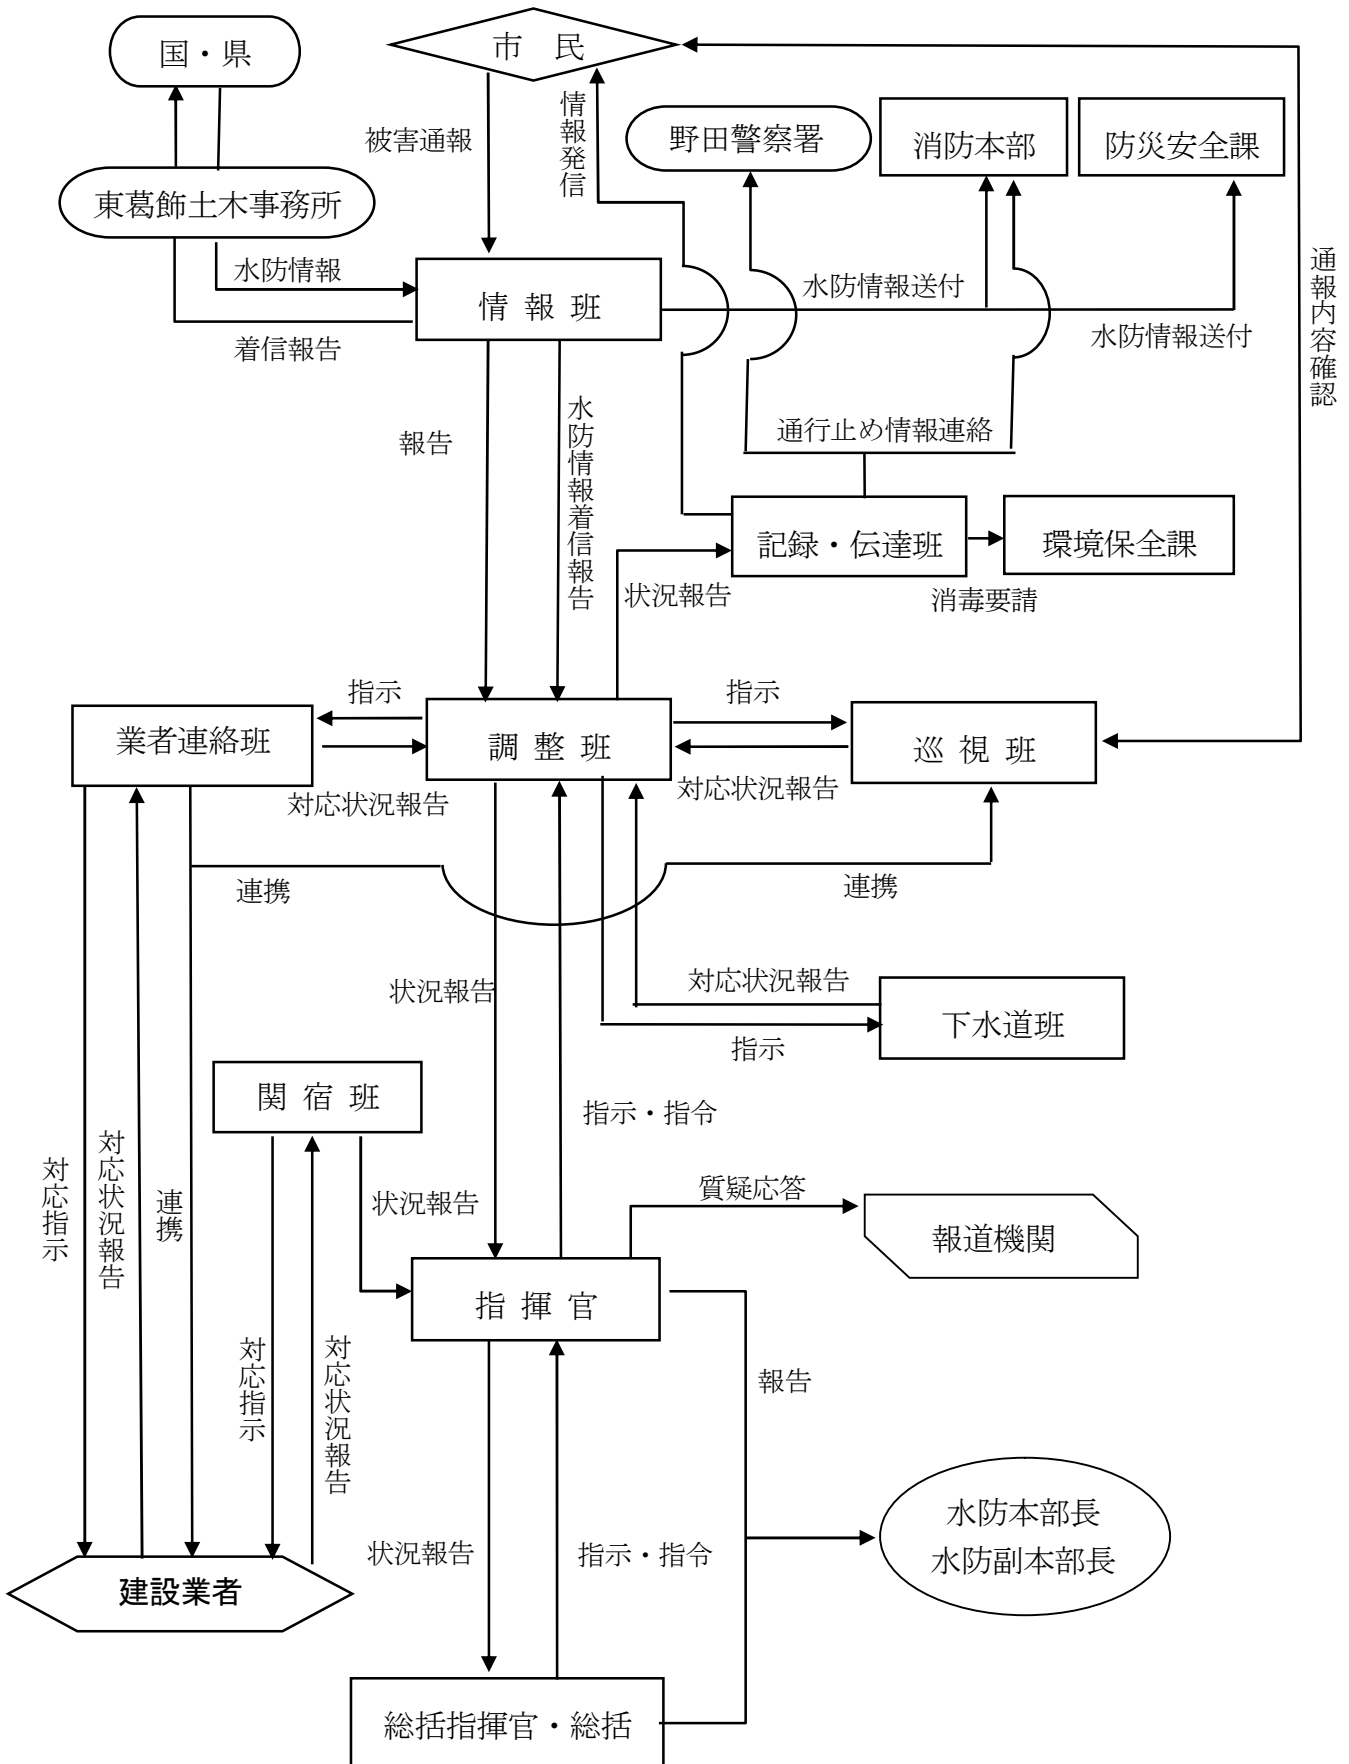 国・県
市　民
情報発信
被害通報
野田警察署
消防本部
防災安全課
東葛飾土木事務所
水防情報
情 報 班
水防情報送付
水防情報送付
通報内容確認
着信報告
報告
水防情報着信報告
通行止め情報連絡
記録・伝達班
環境保全課
状況報告
消毒要請
指示
指示
業者連絡班
調 整 班
巡 視 班
対応状況報告
対応状況報告
連携
連携
状況報告
対応状況報告
下水道班
指示
関 宿 班
指示・指令
対応指示
対応状況報告
連携
状況報告
質疑応答
報道機関
指 揮 官
対応指示
対応状況報告
報告
水防本部長
水防副本部長
状況報告
指示・指令
建設業者
総括指揮官・総括